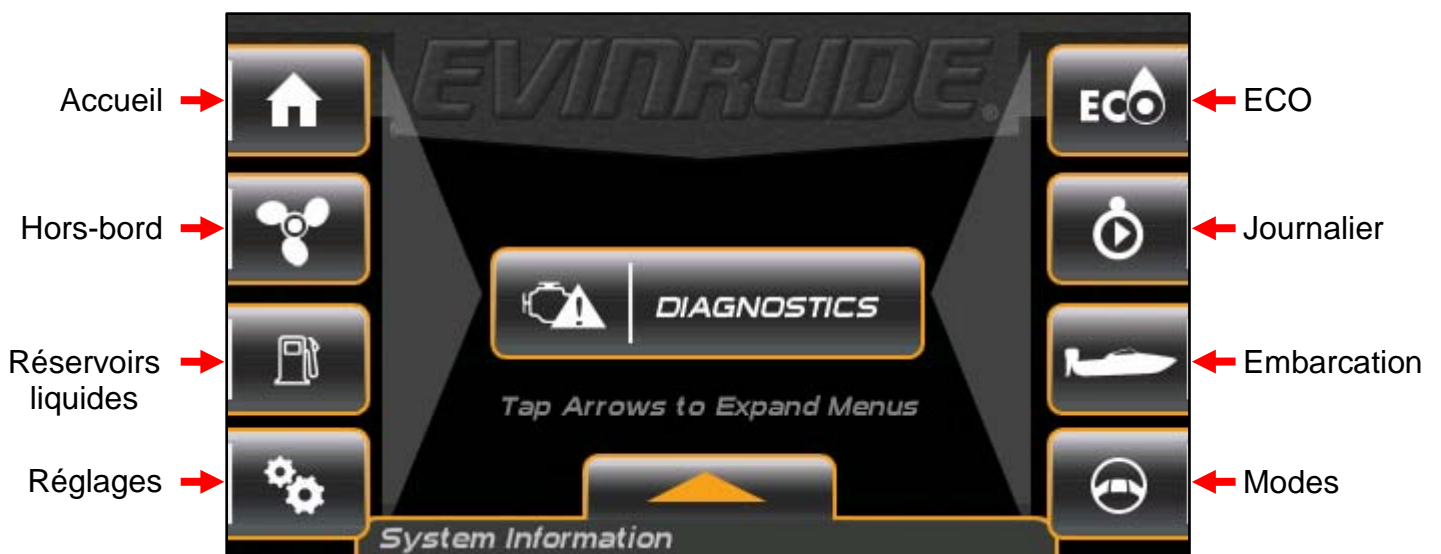 EVINRUDE®
Accueil
ECO
ECO
Hors-bord
Journalier
DIAGNOSTICS
Réservoirs
liquides
Embarcation
Tap Arrows to Expand Menus
Réglages
Modes
System Information